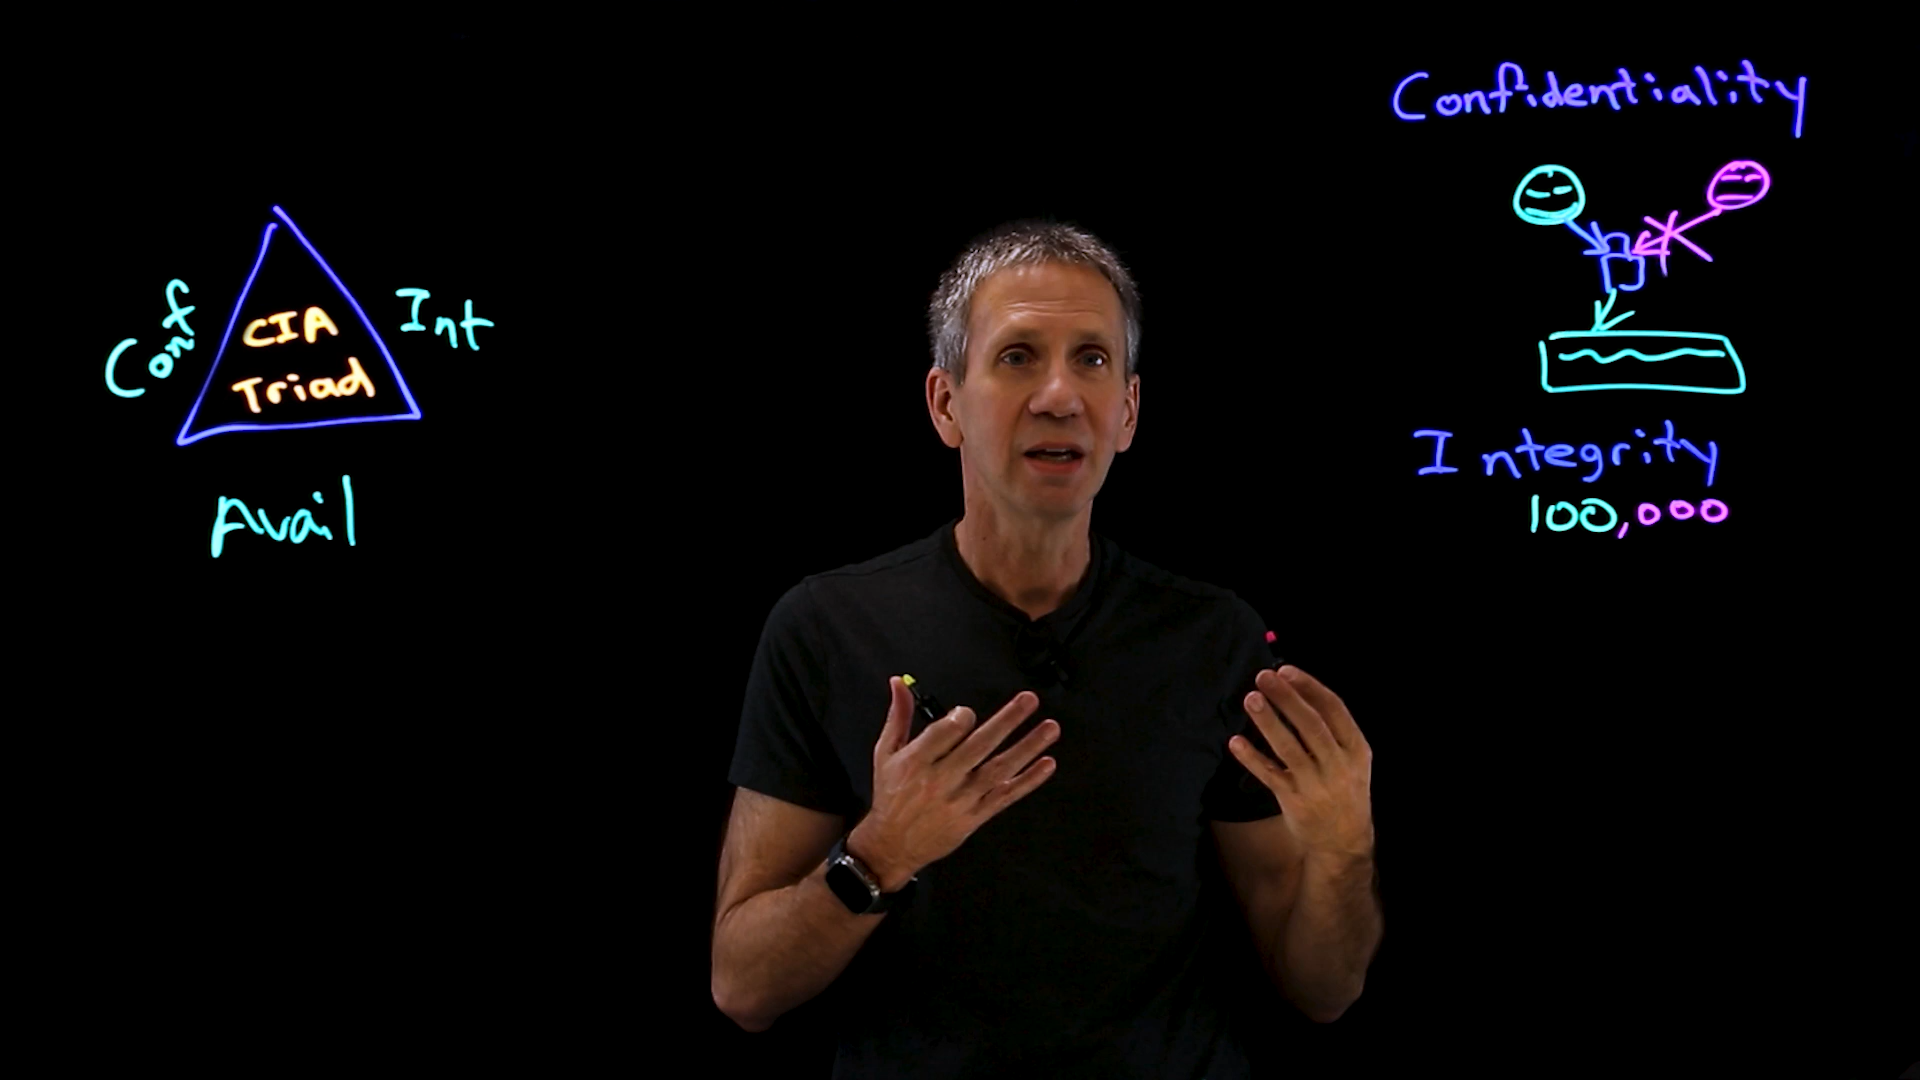 Conf
CIA
Triad
Int
Avail
Confidentiality
Integrity
100,000